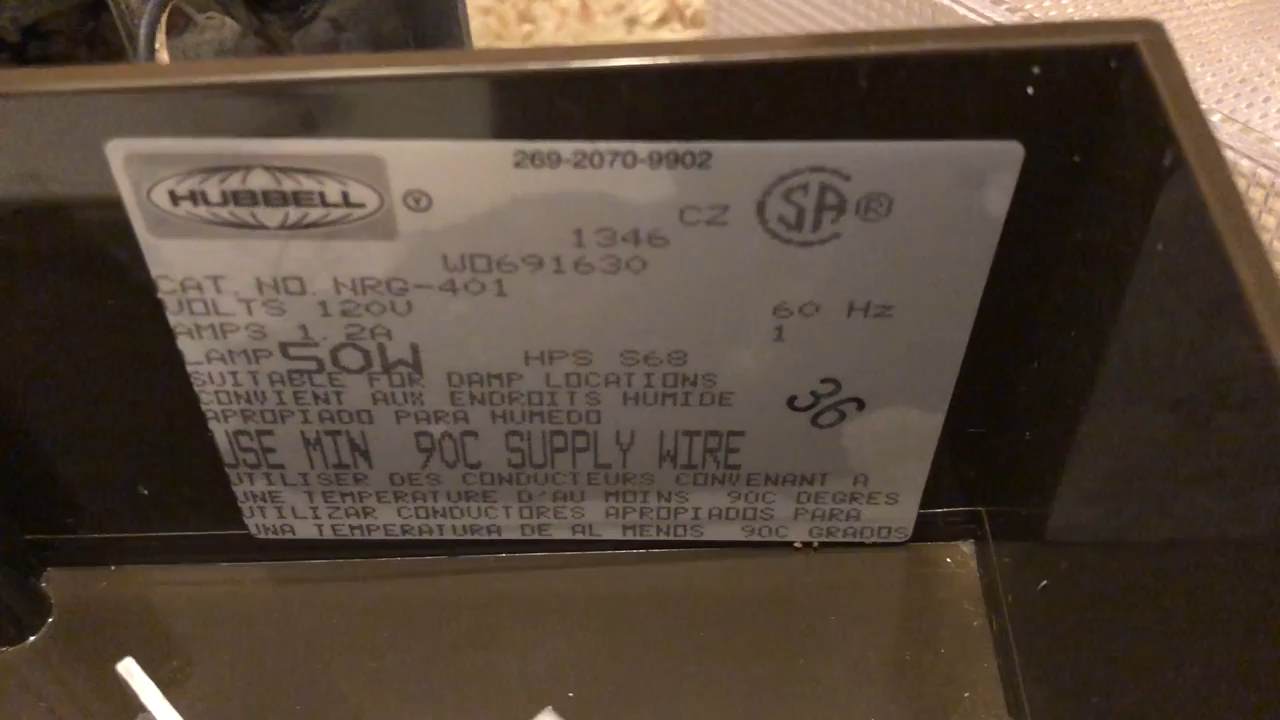 269-2070-9902
HUBBELL
CZ
SA®
1346
WO691630
CAT. NO. NRG-401
VOLTS 120V 60 Hz
AMPS 1.2A 1
LAMP 50W HPS S68
SUITABLE FOR DAMP LOCATIONS
CONVIENT AUX ENDROITS HUMIDE
36
APROPIADO PARA HUMEDO
USE MIN 90C SUPPLY WIRE
UTILISER DES CONDUCTEURS CONVENANT A
UNE TEMPERATURE D'AU MOINS 90C DEGRES
UTILIZAR CONDUCTORES APROPIADOS PARA
UNA TEMPERATURA DE AL MENOS 90C GRADOS